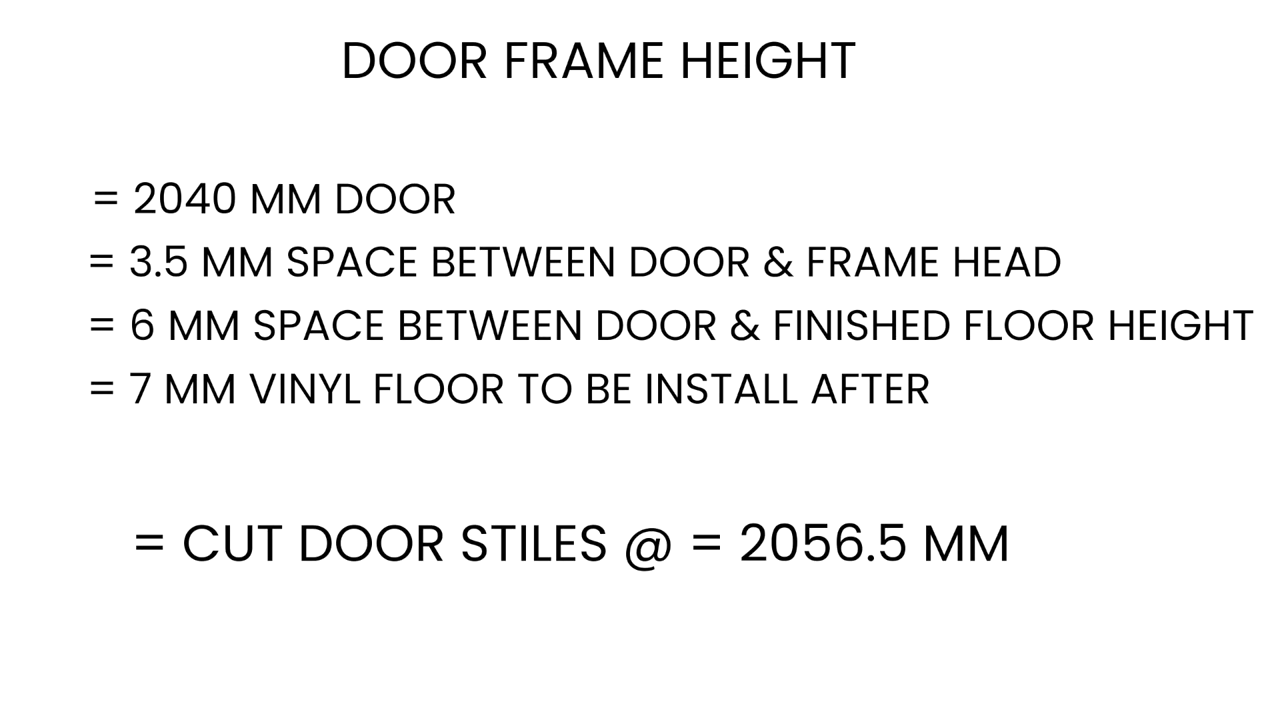 DOOR FRAME HEIGHT
= 2040 MM DOOR
= 3.5 MM SPACE BETWEEN DOOR & FRAME HEAD
= 6 MM SPACE BETWEEN DOOR & FINISHED FLOOR HEIGHT
= 7 MM VINYL FLOOR TO BE INSTALL AFTER
= CUT DOOR STILES @ = 2056.5 MM